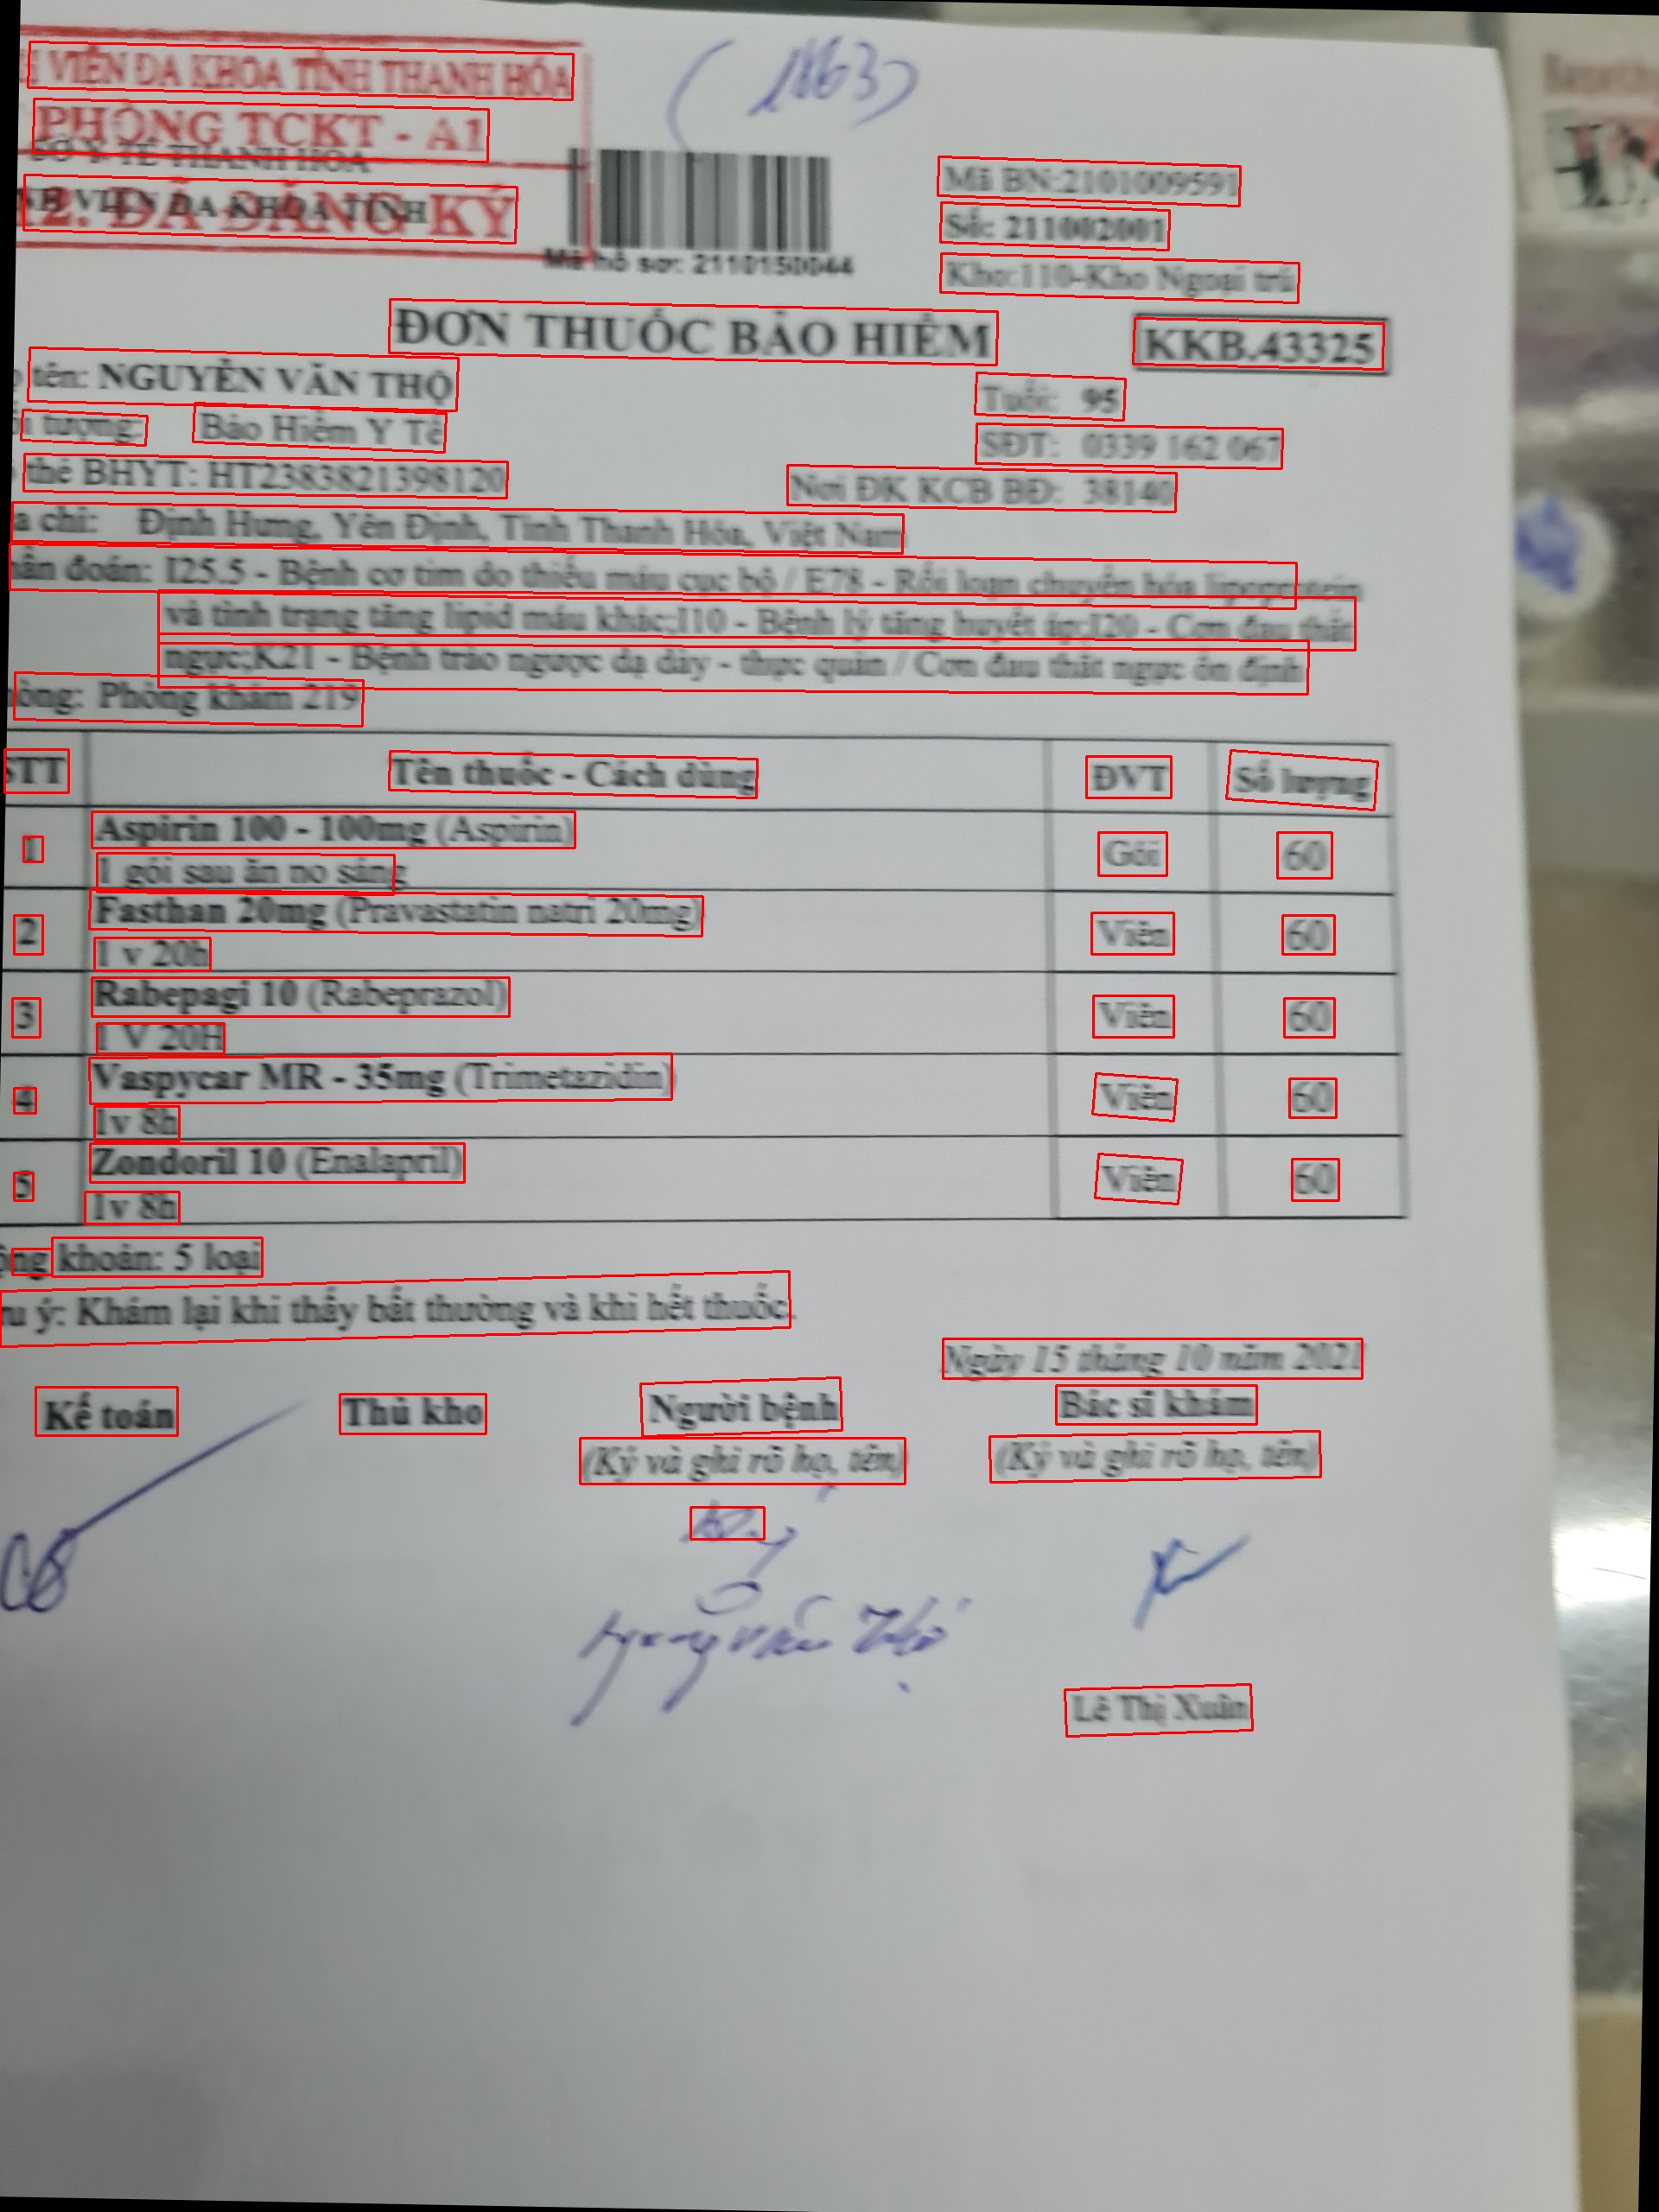 VIỆN ĐA KHOA TỈNH THANH HÓA
PHÒNG TCKT - A1
SỞ Y TẾ THANH HÓA
2. ĐÃ ĐĂNG KÝ
VIỆN ĐA KHOA TỈNH
Mã hồ sơ: 2110150044
Mã BN:2101009591
Số: 211002001
Kho:110-Kho Ngoại trú
ĐƠN THUỐC BẢO HIỂM
KKB.43325
tên: NGUYỄN VĂN THỌ
Tuổi: 95
tượng: Bảo Hiểm Y Tế
SĐT: 0339 162 067
thẻ BHYT: HT2383821398120
Nơi ĐK KCB BĐ: 38140
a chỉ: Định Hưng, Yên Định, Tỉnh Thanh Hóa, Việt Nam
ẩn đoán: I25.5 - Bệnh cơ tim do thiếu máu cục bộ / E78 - Rối loạn chuyển hóa lipoprotein
và tình trạng tăng lipid máu khác;I10 - Bệnh lý tăng huyết áp;I20 - Cơn đau thắt
ngực;K21 - Bệnh trào ngược dạ dày - thực quản / Cơn đau thắt ngực ổn định
òng: Phòng khám 219
STT Tên thuốc - Cách dùng ĐVT Số lượng
1 Aspirin 100 - 100mg (Aspirin) Gói 60
1 gói sau ăn no sáng
2 Fasthan 20mg (Pravastatin natri 20mg) Viên 60
1 v 20h
3 Rabepagi 10 (Rabeprazol) Viên 60
1 V 20H
4 Vaspycar MR - 35mg (Trimetazidin) Viên 60
1v 8h
5 Zondoril 10 (Enalapril) Viên 60
1v 8h
ộng khoản: 5 loại
ưu ý: Khám lại khi thấy bất thường và khi hết thuốc.
Ngày 15 tháng 10 năm 2021
Kế toán Thủ kho Người bệnh Bác sĩ khám
(Ký và ghi rõ họ, tên) (Ký và ghi rõ họ, tên)
Lê Thị Xuân